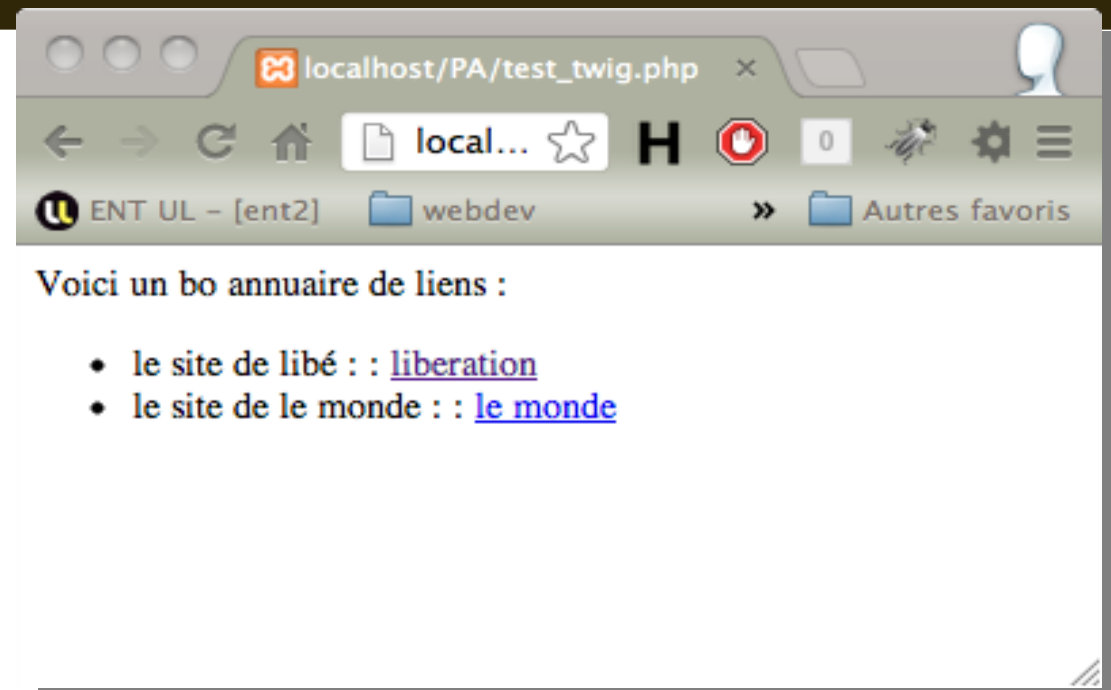 localhost/PA/test_twig.php
local...
H
0
ENT UL – [ent2]
webdev
»
Autres favoris
Voici un bo annuaire de liens :
• le site de libé : : liberation
• le site de le monde : : le monde